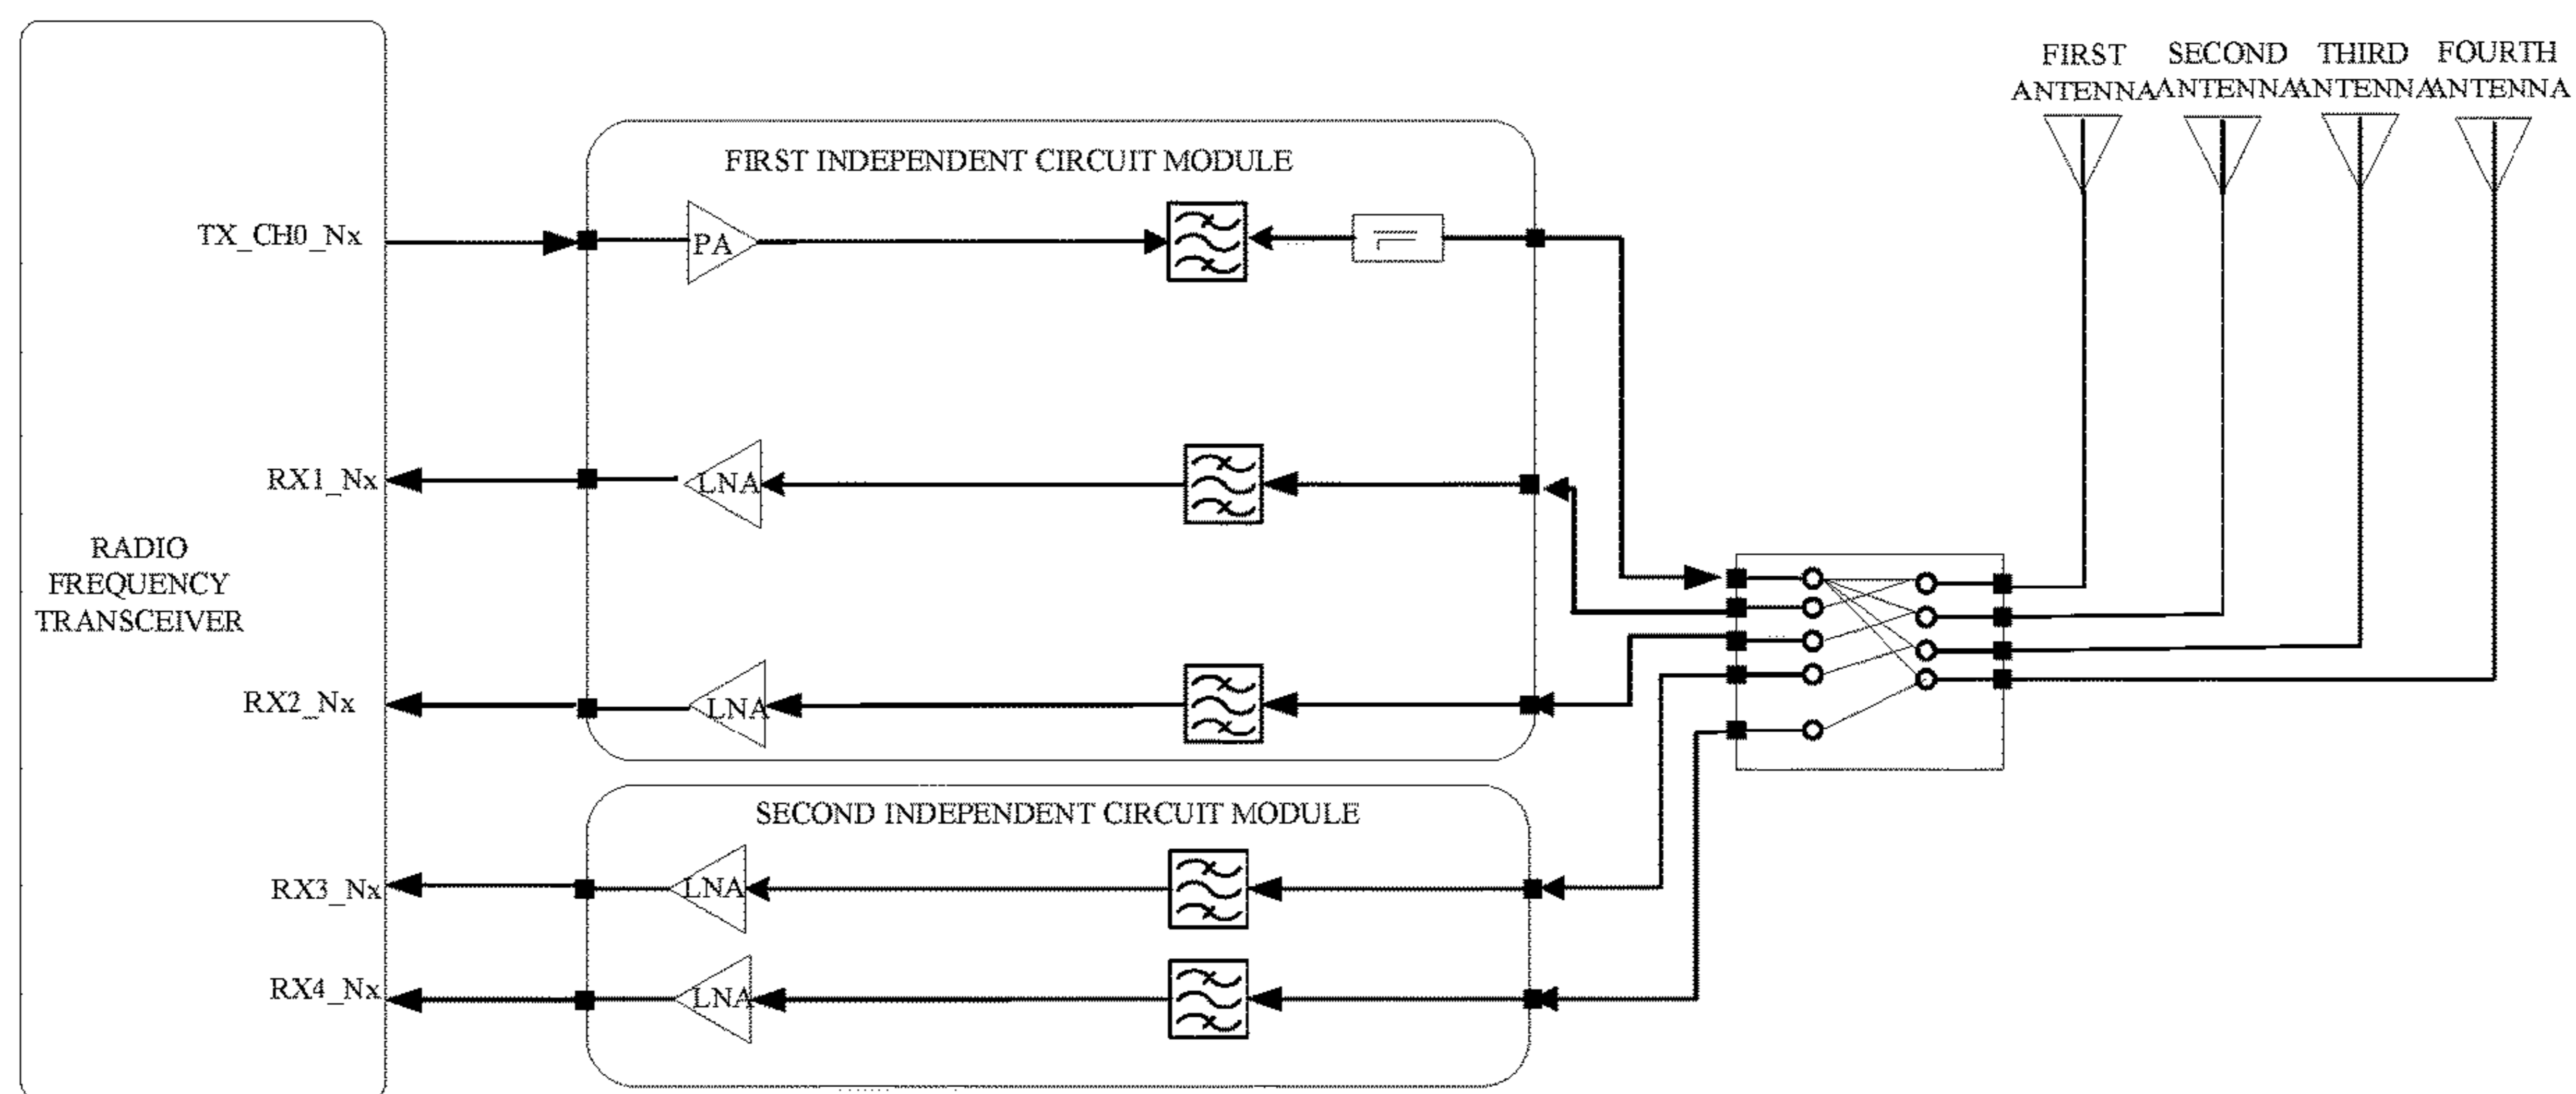 FIRST
ANTENNA
SECOND
ANTENNA
THIRD
ANTENNA
FOURTH
ANTENNA
FIRST INDEPENDENT CIRCUIT MODULE
TX_CH0_Nx
PA
RX1_Nx
LNA
RADIO
FREQUENCY
TRANSCEIVER
RX2_Nx
LNA
SECOND INDEPENDENT CIRCUIT MODULE
RX3_Nx
LNA
RX4_Nx
LNA